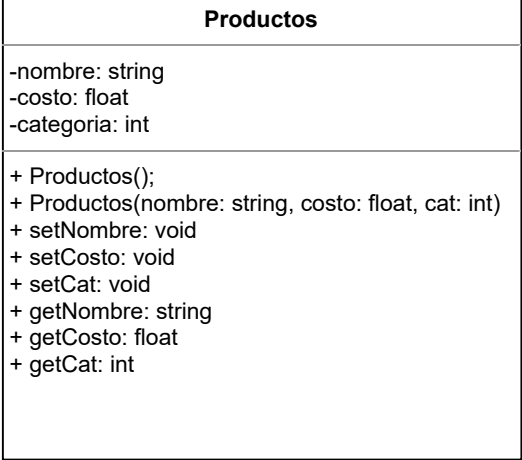 Productos
-nombre: string
-costo: float
-categoria: int
+ Productos();
+ Productos(nombre: string, costo: float, cat: int)
+ setNombre: void
+ setCosto: void
+ setCat: void
+ getNombre: string
+ getCosto: float
+ getCat: int